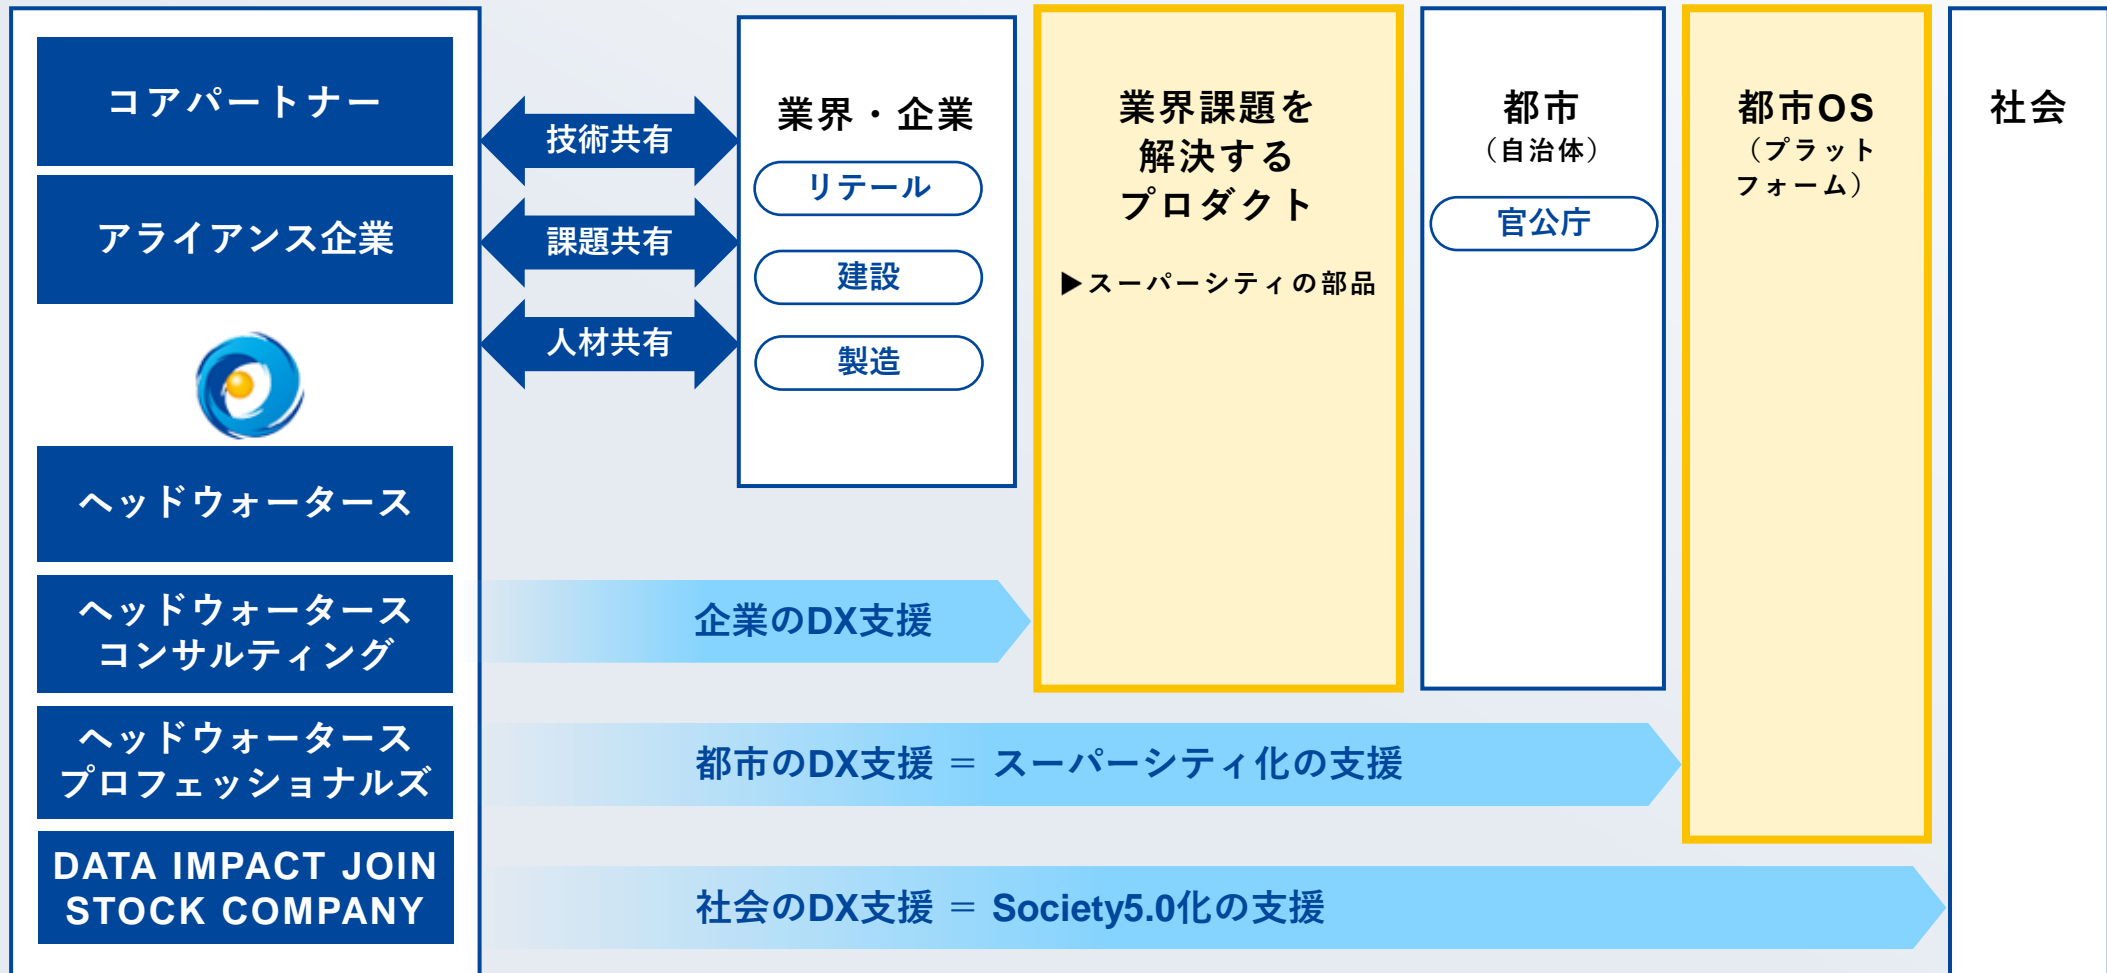 コアパートナー
アライアンス企業
ヘッドウォータース
ヘッドウォータース
コンサルティング
ヘッドウォータース
プロフェッショナルズ
DATA IMPACT JOIN
STOCK COMPANY
技術共有
課題共有
人材共有
業界・企業
リテール
建設
製造
業界課題を
解決する
プロダクト
▶スーパーシティの部品
都市
（自治体）
官公庁
都市OS
（プラット
フォーム）
社会
企業のDX支援
都市のDX支援 ＝ スーパーシティ化の支援
社会のDX支援 ＝ Society5.0化の支援